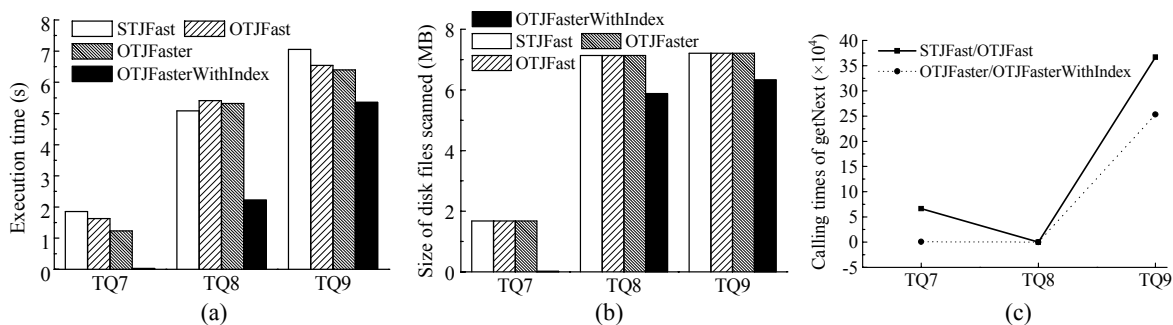 Execution time (s)
8
7
6
5
4
3
2
1
0
STJFast OTJFast
OTJFaster
OTJFasterWithIndex
TQ7 TQ8 TQ9
(a)
Size of disk files scanned (MB)
8
6
4
2
0
OTJFasterWithIndex
STJFast OTJFaster
OTJFast
TQ7 TQ8 TQ9
(b)
Calling times of getNext (×10⁴)
40
35
30
25
20
15
10
5
0
-5
STJFast/OTJFast
OTJFaster/OTJFasterWithIndex
TQ7 TQ8 TQ9
(c)